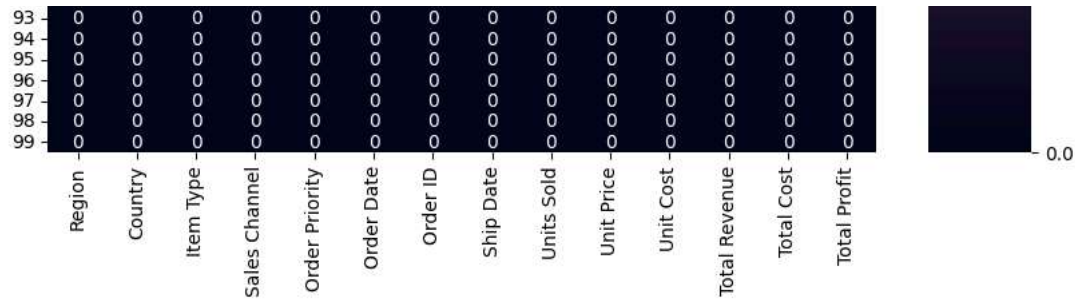 93 0 0 0 0 0 0 0 0 0 0 0 0 0 0
94 0 0 0 0 0 0 0 0 0 0 0 0 0 0
95 0 0 0 0 0 0 0 0 0 0 0 0 0 0
96 0 0 0 0 0 0 0 0 0 0 0 0 0 0
97 0 0 0 0 0 0 0 0 0 0 0 0 0 0
98 0 0 0 0 0 0 0 0 0 0 0 0 0 0
99 0 0 0 0 0 0 0 0 0 0 0 0 0 0
0.0
Region
Country
Item Type
Sales Channel
Order Priority
Order Date
Order ID
Ship Date
Units Sold
Unit Price
Unit Cost
Total Revenue
Total Cost
Total Profit